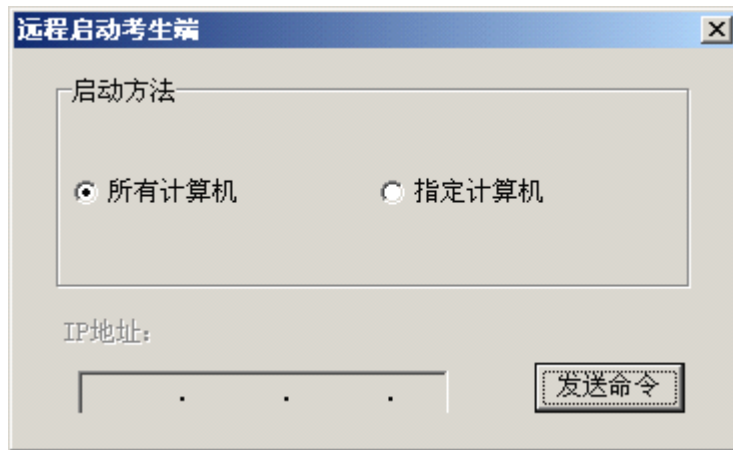 远程启动考生端
启动方法
所有计算机 指定计算机
IP地址:
. . .
发送命令